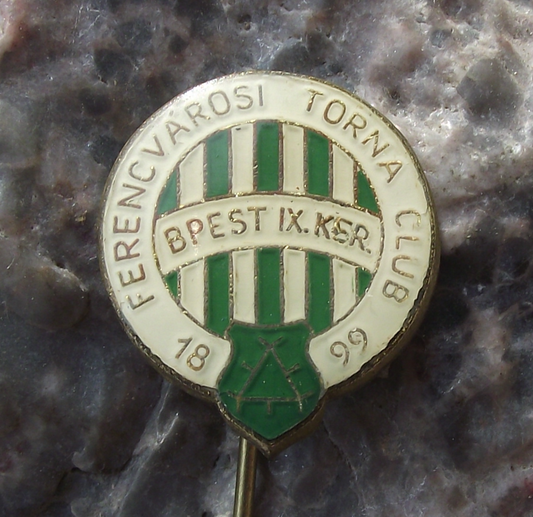 FERENCVÁROSI TORNA CLUB
BPEST IX. KER.
18 99